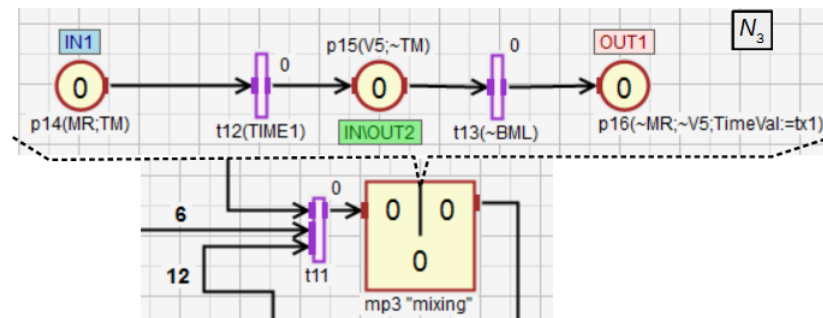 IN1
p15(V5;~TM)
0
OUT1
N3
0
0
0
0
p14(MR;TM)
t12(TIME1)
IN\OUT2
t13(~BML)
p16(~MR;~V5;TimeVal:=tx1)
0
6
0
0
0
12
t11
mp3 "mixing"